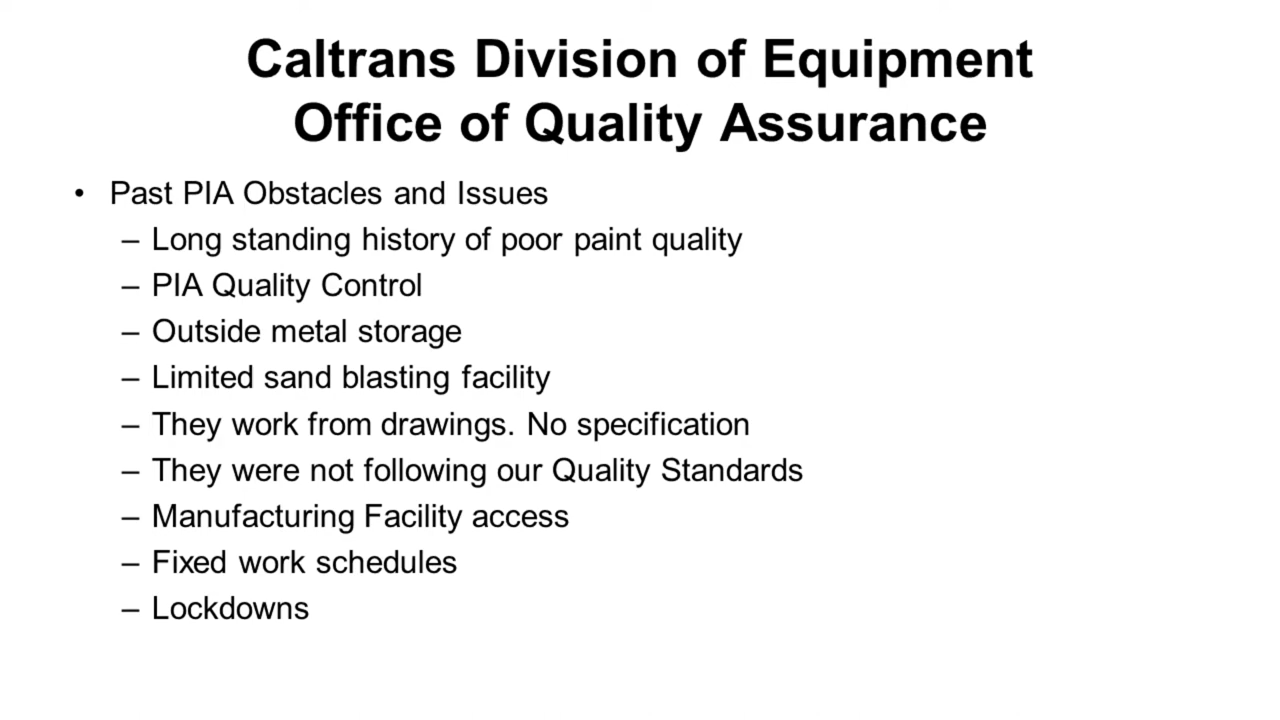 Caltrans Division of Equipment
Office of Quality Assurance
• Past PIA Obstacles and Issues
– Long standing history of poor paint quality
– PIA Quality Control
– Outside metal storage
– Limited sand blasting facility
– They work from drawings. No specification
– They were not following our Quality Standards
– Manufacturing Facility access
– Fixed work schedules
– Lockdowns